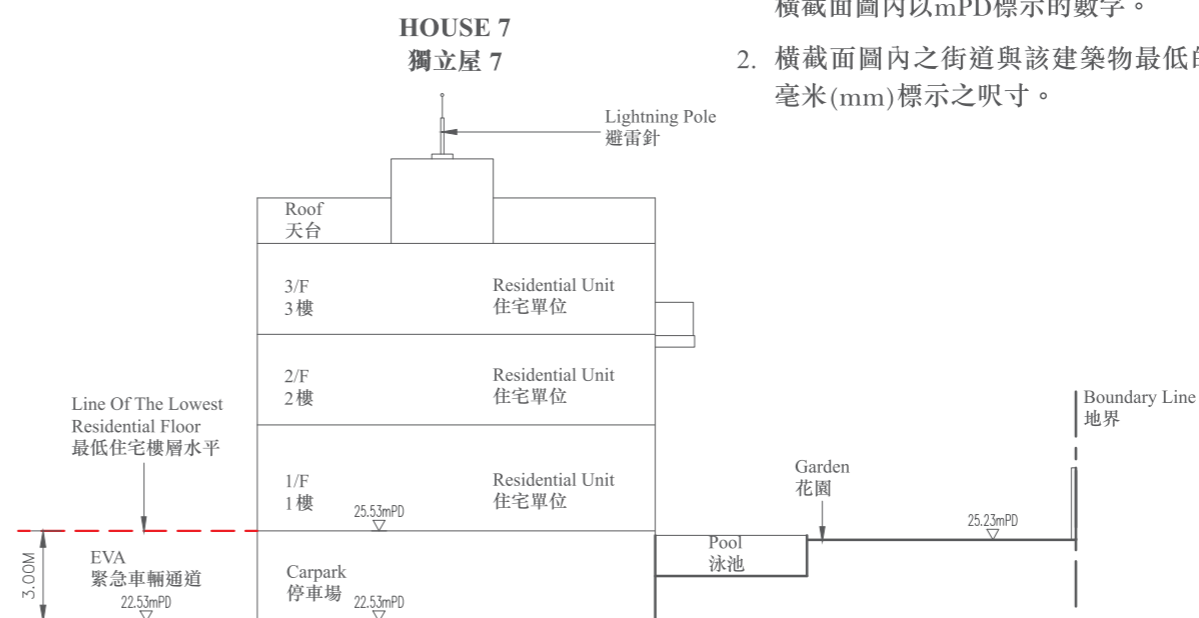 橫截面圖內以mPD標示的數字。
2. 橫截面圖內之街道與該建築物最低的
毫米(mm)標示之呎寸。
HOUSE 7
獨立屋 7
Lightning Pole
避雷針
Roof
天台
3/F
3樓
Residential Unit
住宅單位
2/F
2樓
Residential Unit
住宅單位
Line Of The Lowest
Residential Floor
最低住宅樓層水平
Boundary Line
地界
1/F
1樓
Residential Unit
住宅單位
25.53mPD
Garden
花園
25.23mPD
3.00M
EVA
緊急車輛通道
22.53mPD
Carpark
停車場
22.53mPD
Pool
泳池